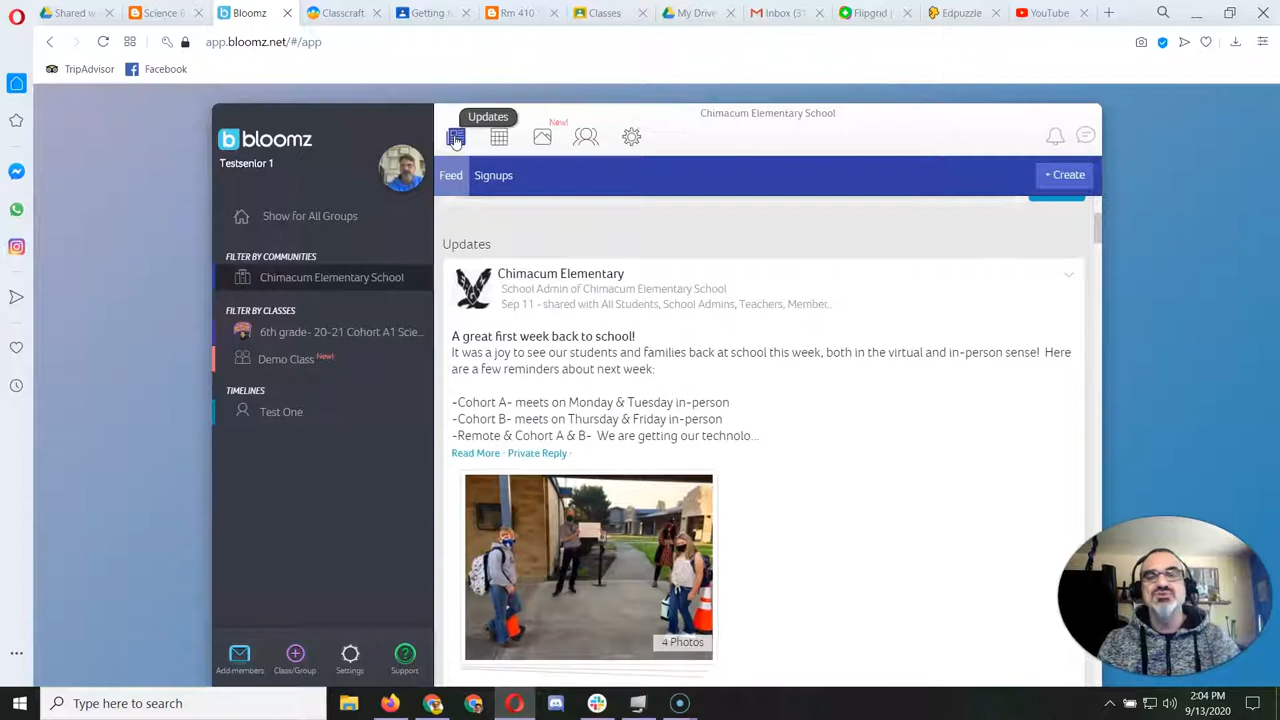 Shared w
Science 6
Bloomz
Classcraft
Getting t
Rm 410
Classes
My Drive
Inbox (31
Flipgrid
Edpuzzle
YouTube
app.bloomz.net/#/app
TripAdvisor
Facebook
bloomz
Testsenior 1
Show for All Groups
FILTER BY COMMUNITIES
Chimacum Elementary School
FILTER BY CLASSES
6th grade- 20-21 Cohort A1 Scie...
Demo Class New!
TIMELINES
Test One
Add members
Class/Group
Settings
Support
Updates
New!
Chimacum Elementary School
Feed
Signups
+ Create
Updates
Chimacum Elementary
School Admin of Chimacum Elementary School
Sep 11 - shared with All Students, School Admins, Teachers, Member...
A great first week back to school!
It was a joy to see our students and families back at school this week, both in the virtual and in-person sense! Here
are a few reminders about next week:
-Cohort A- meets on Monday & Tuesday in-person
-Cohort B- meets on Thursday & Friday in-person
-Remote & Cohort A & B- We are getting our technolo...
Read More · Private Reply ·
4 Photos
Type here to search
2:04 PM
9/13/2020